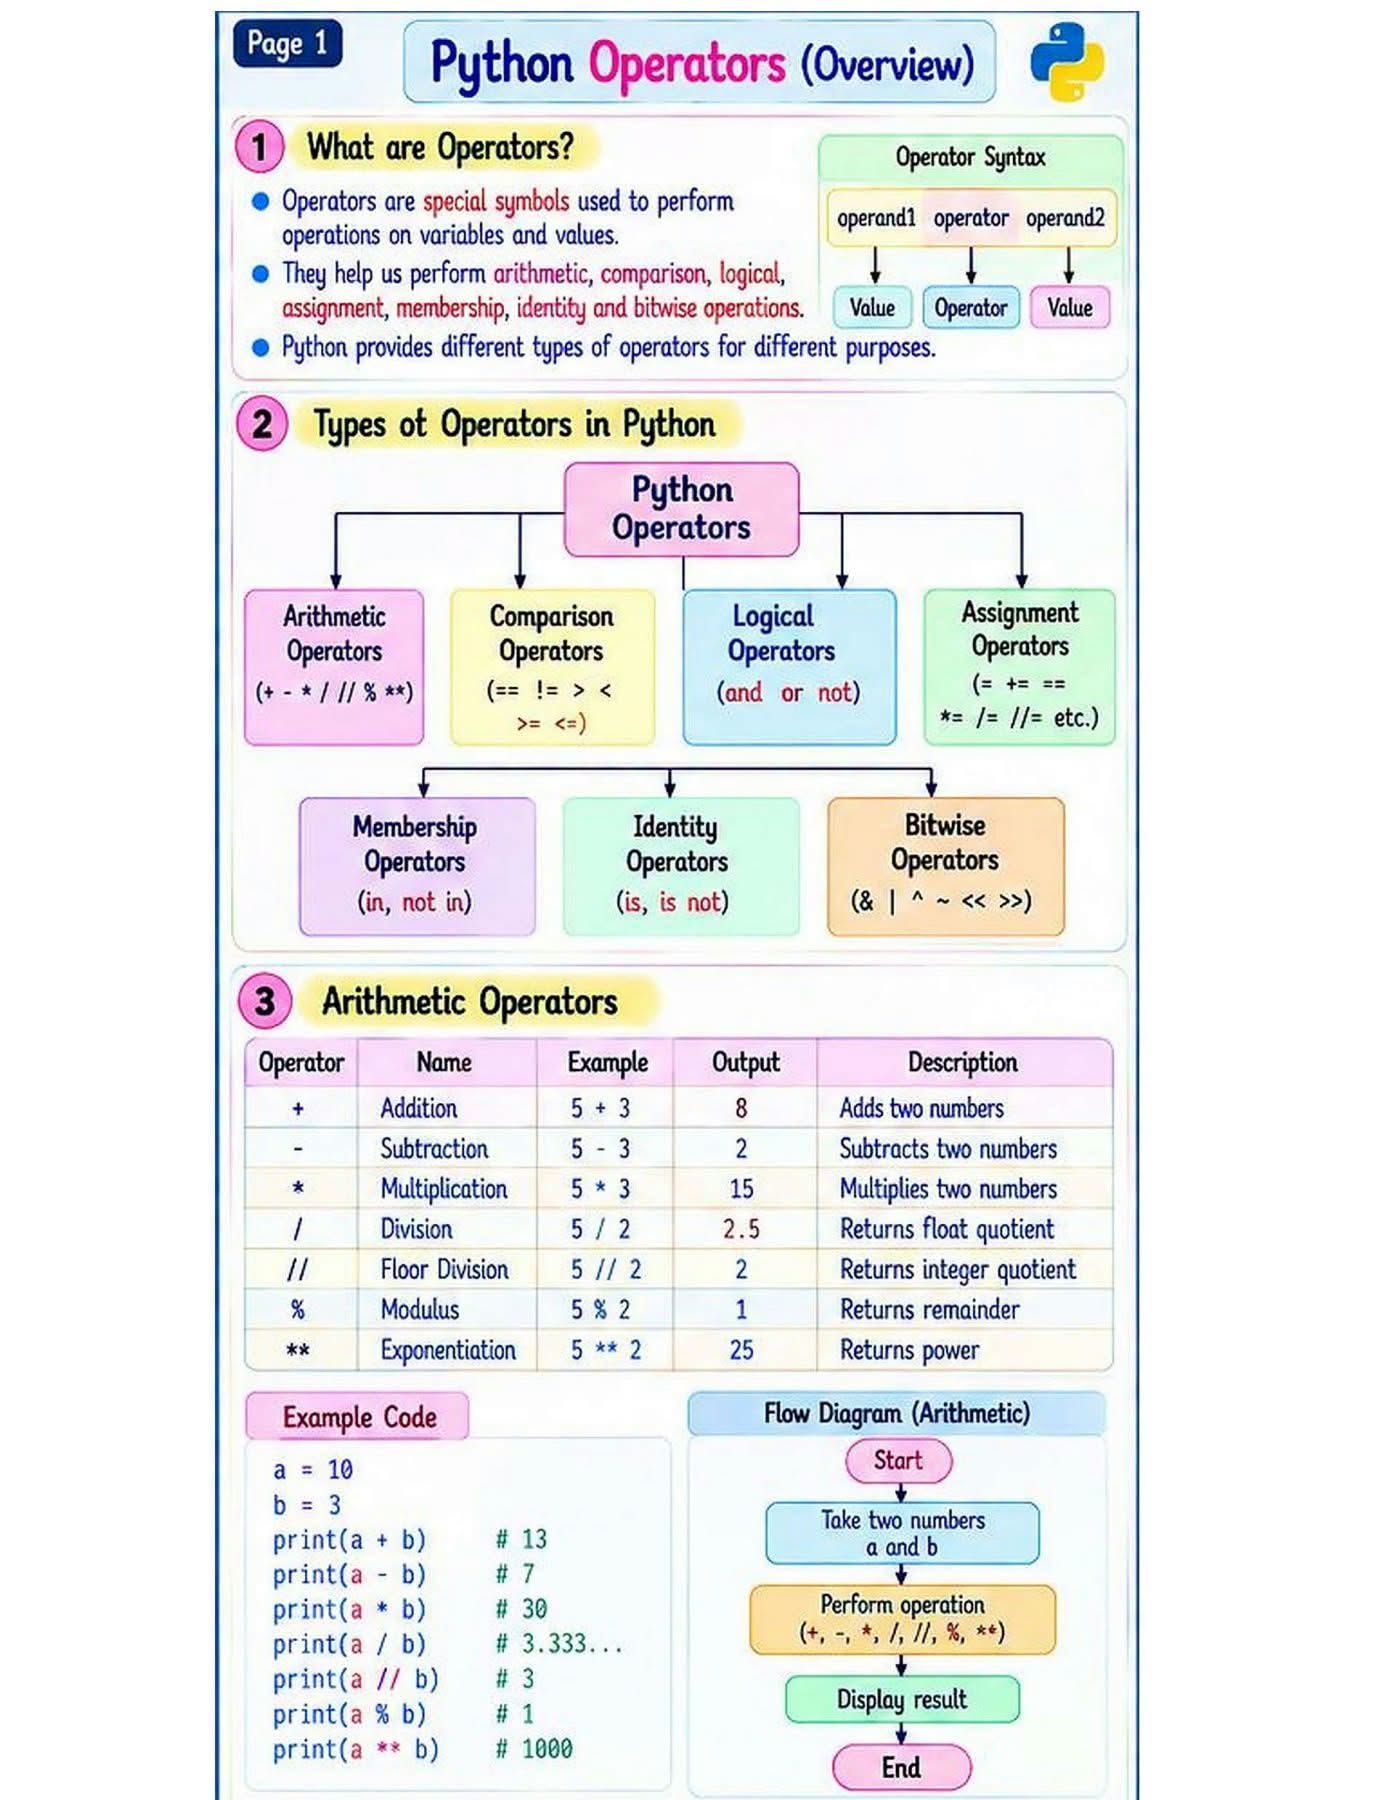 Page 1
Python Operators (Overview)
1 What are Operators?
Operators are special symbols used to perform
operations on variables and values.
They help us perform arithmetic, comparison, logical,
assignment, membership, identity and bitwise operations.
Python provides different types of operators for different purposes.
Operator Syntax
operand1 operator operand2
Value Operator Value
2 Types ot Operators in Python
Python
Operators
Arithmetic
Operators
(+ - * / // % **)
Comparison
Operators
(== != > <
>= <=)
Logical
Operators
(and or not)
Assignment
Operators
(= += ==
*= /= //= etc.)
Membership
Operators
(in, not in)
Identity
Operators
(is, is not)
Bitwise
Operators
(& | ^ ~ << >>)
3 Arithmetic Operators
Operator Name Example Output Description
+ Addition 5 + 3 8 Adds two numbers
- Subtraction 5 - 3 2 Subtracts two numbers
* Multiplication 5 * 3 15 Multiplies two numbers
/ Division 5 / 2 2.5 Returns float quotient
// Floor Division 5 // 2 2 Returns integer quotient
% Modulus 5 % 2 1 Returns remainder
** Exponentiation 5 ** 2 25 Returns power
Example Code
a = 10
b = 3
print(a + b) # 13
print(a - b) # 7
print(a * b) # 30
print(a / b) # 3.333...
print(a // b) # 3
print(a % b) # 1
print(a ** b) # 1000
Flow Diagram (Arithmetic)
Start
Take two numbers
a and b
Perform operation
(+, -, *, /, //, %, **)
Display result
End